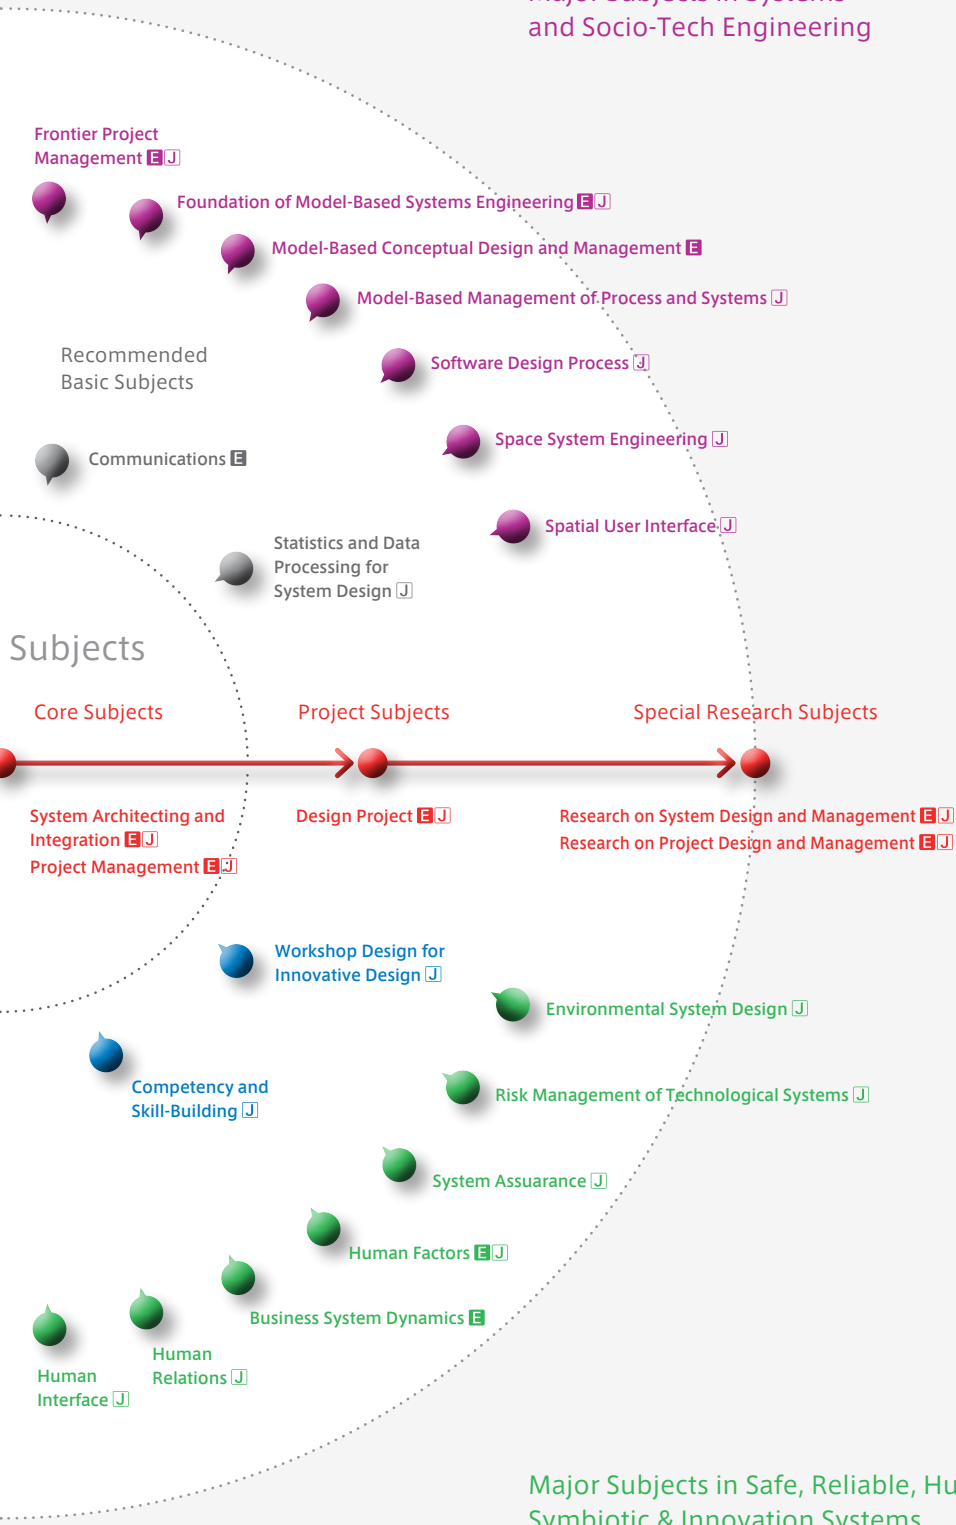 Major Subjects in Systems
and Socio-Tech Engineering
Frontier Project
Management E J
Foundation of Model-Based Systems Engineering E J
Model-Based Conceptual Design and Management E
Model-Based Management of Process and Systems J
Recommended
Basic Subjects
Software Design Process J
Space System Engineering J
Communications E
Spatial User Interface J
Statistics and Data
Processing for
System Design J
Subjects
Core Subjects
Project Subjects
Special Research Subjects
System Architecting and
Integration E J
Project Management E J
Design Project E J
Research on System Design and Management E J
Research on Project Design and Management E J
Workshop Design for
Innovative Design J
Environmental System Design J
Competency and
Skill-Building J
Risk Management of Technological Systems J
System Assuarance J
Human Factors E J
Business System Dynamics E
Human
Relations J
Human
Interface J
Major Subjects in Safe, Reliable, Hu
Symbiotic & Innovation Systems